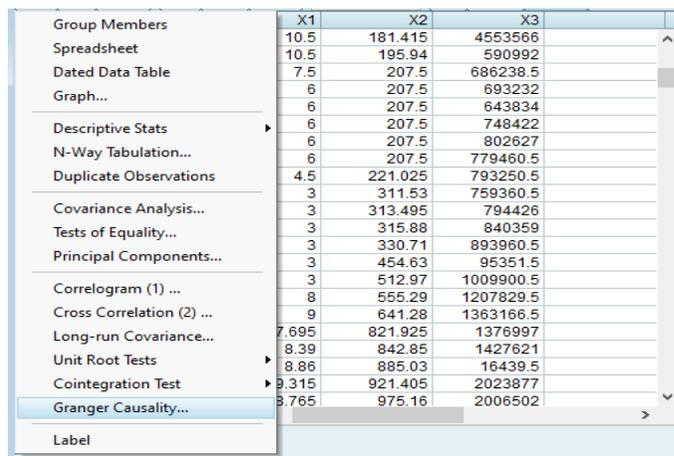 Group Members
Spreadsheet
Dated Data Table
Graph...
Descriptive Stats
N-Way Tabulation...
Duplicate Observations
Covariance Analysis...
Tests of Equality...
Principal Components...
Correlogram (1) ...
Cross Correlation (2) ...
Long-run Covariance...
Unit Root Tests
Cointegration Test
Granger Causality...
Label
X1 X2 X3
10.5 181.415 4553566
10.5 195.94 590992
7.5 207.5 686238.5
6 207.5 693232
6 207.5 643834
6 207.5 748422
6 207.5 802627
6 207.5 779460.5
4.5 221.025 793250.5
3 311.53 759360.5
3 313.495 794426
3 315.88 840359
3 330.71 893960.5
3 454.63 95351.5
3 512.97 1009900.5
8 555.29 1207829.5
9 641.28 1363166.5
7.695 821.925 1376997
8.39 842.85 1427621
8.86 885.03 16439.5
9.315 921.405 2023877
8.765 975.16 2006502